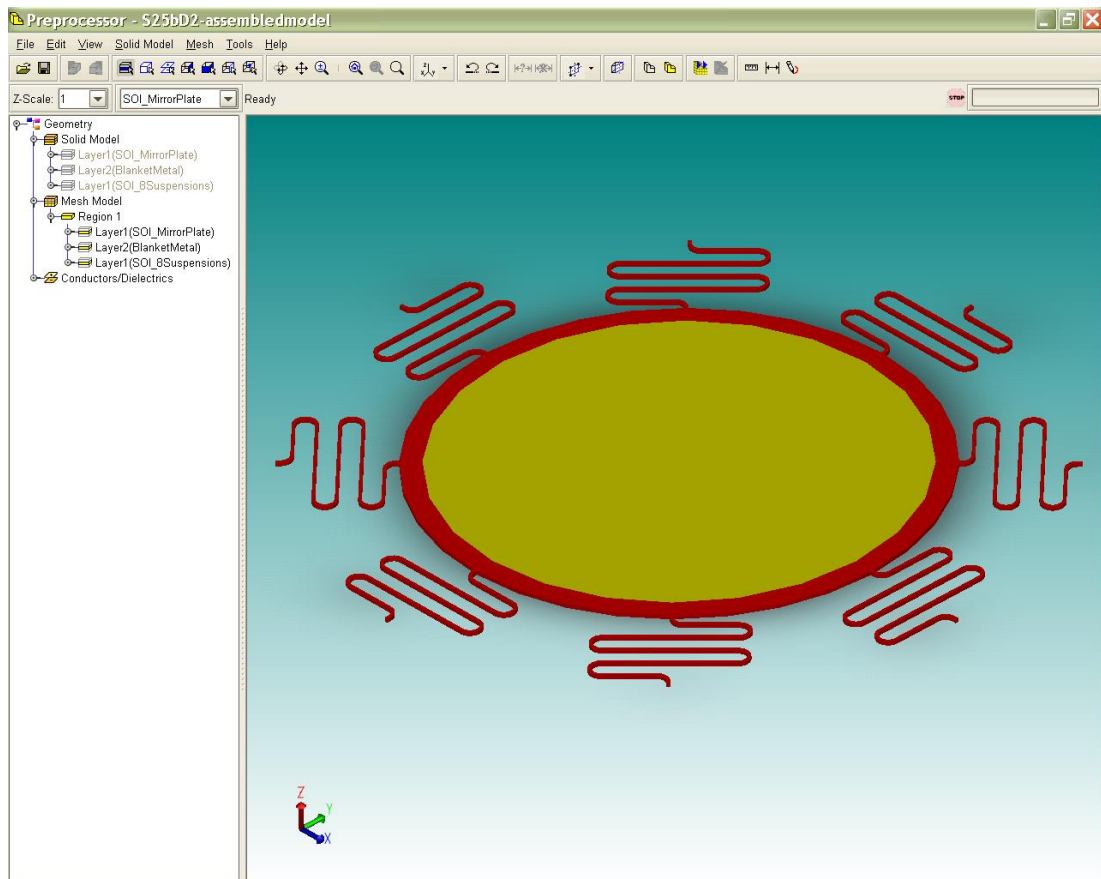 Preprocessor - S25bD2-assembledmodel
File Edit View Solid Model Mesh Tools Help
Z-Scale: 1 SOI_MirrorPlate Ready STOP
Geometry
Solid Model
Layer1(SOI_MirrorPlate)
Layer2(BlanketMetal)
Layer1(SOI_8Suspensions)
Mesh Model
Region 1
Layer1(SOI_MirrorPlate)
Layer2(BlanketMetal)
Layer1(SOI_8Suspensions)
Conductors/Dielectrics
Z
Y
X